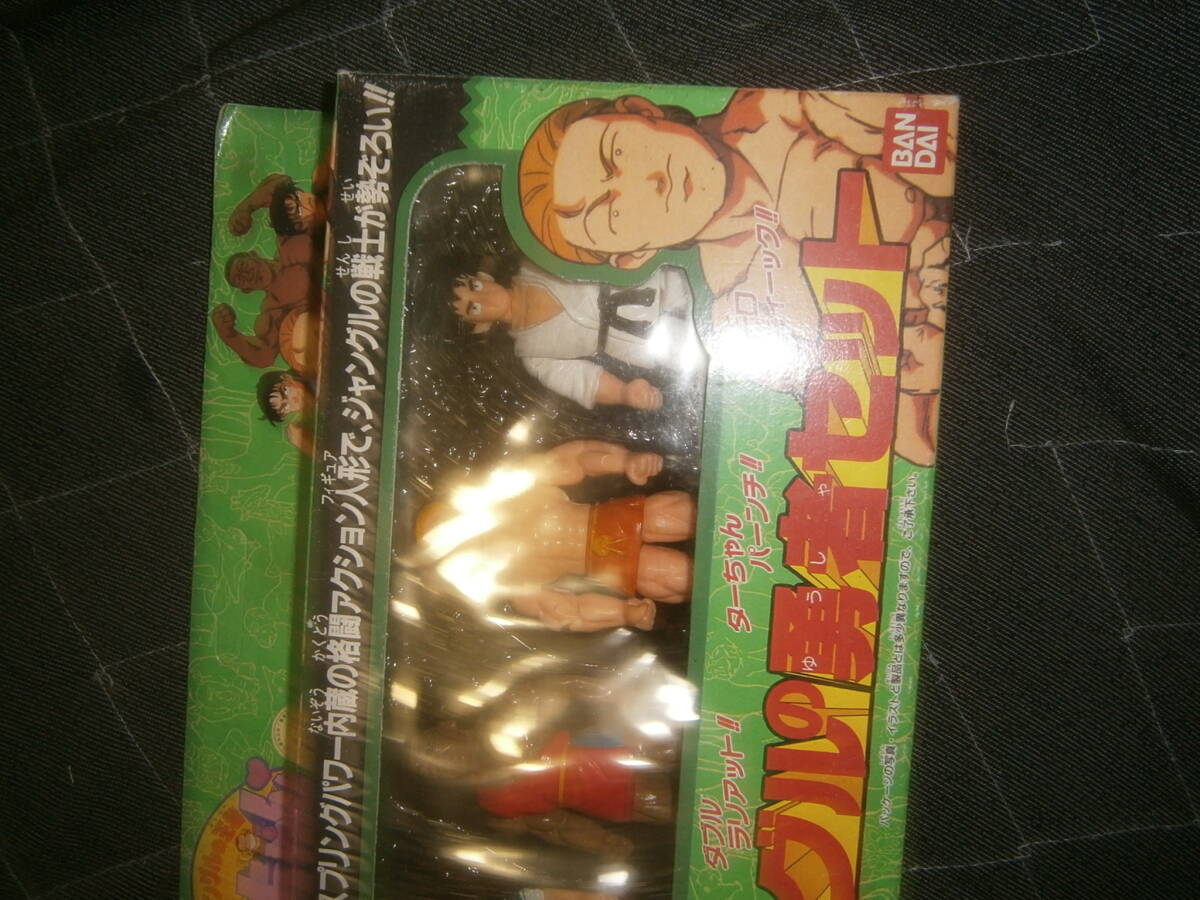 BAN
DAI
スプリングパワー内蔵の格闘アクション人形で、ジャングルの戦士が勢ぞろい!!
ないぞう
かくとう
フィギュア
せんし
せい
ダブル
ラリアット!!
ターちゃん
パーンチ!!
グルの勇者セット
ゆうしゃ
パッケージの写真・イラストと製品とは多少異なりますので、ご了承下さい。